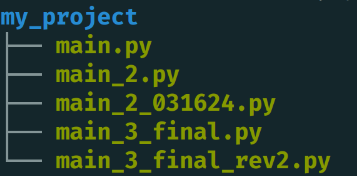 my_project
main.py
main_2.py
main_2_031624.py
main_3_final.py
main_3_final_rev2.py